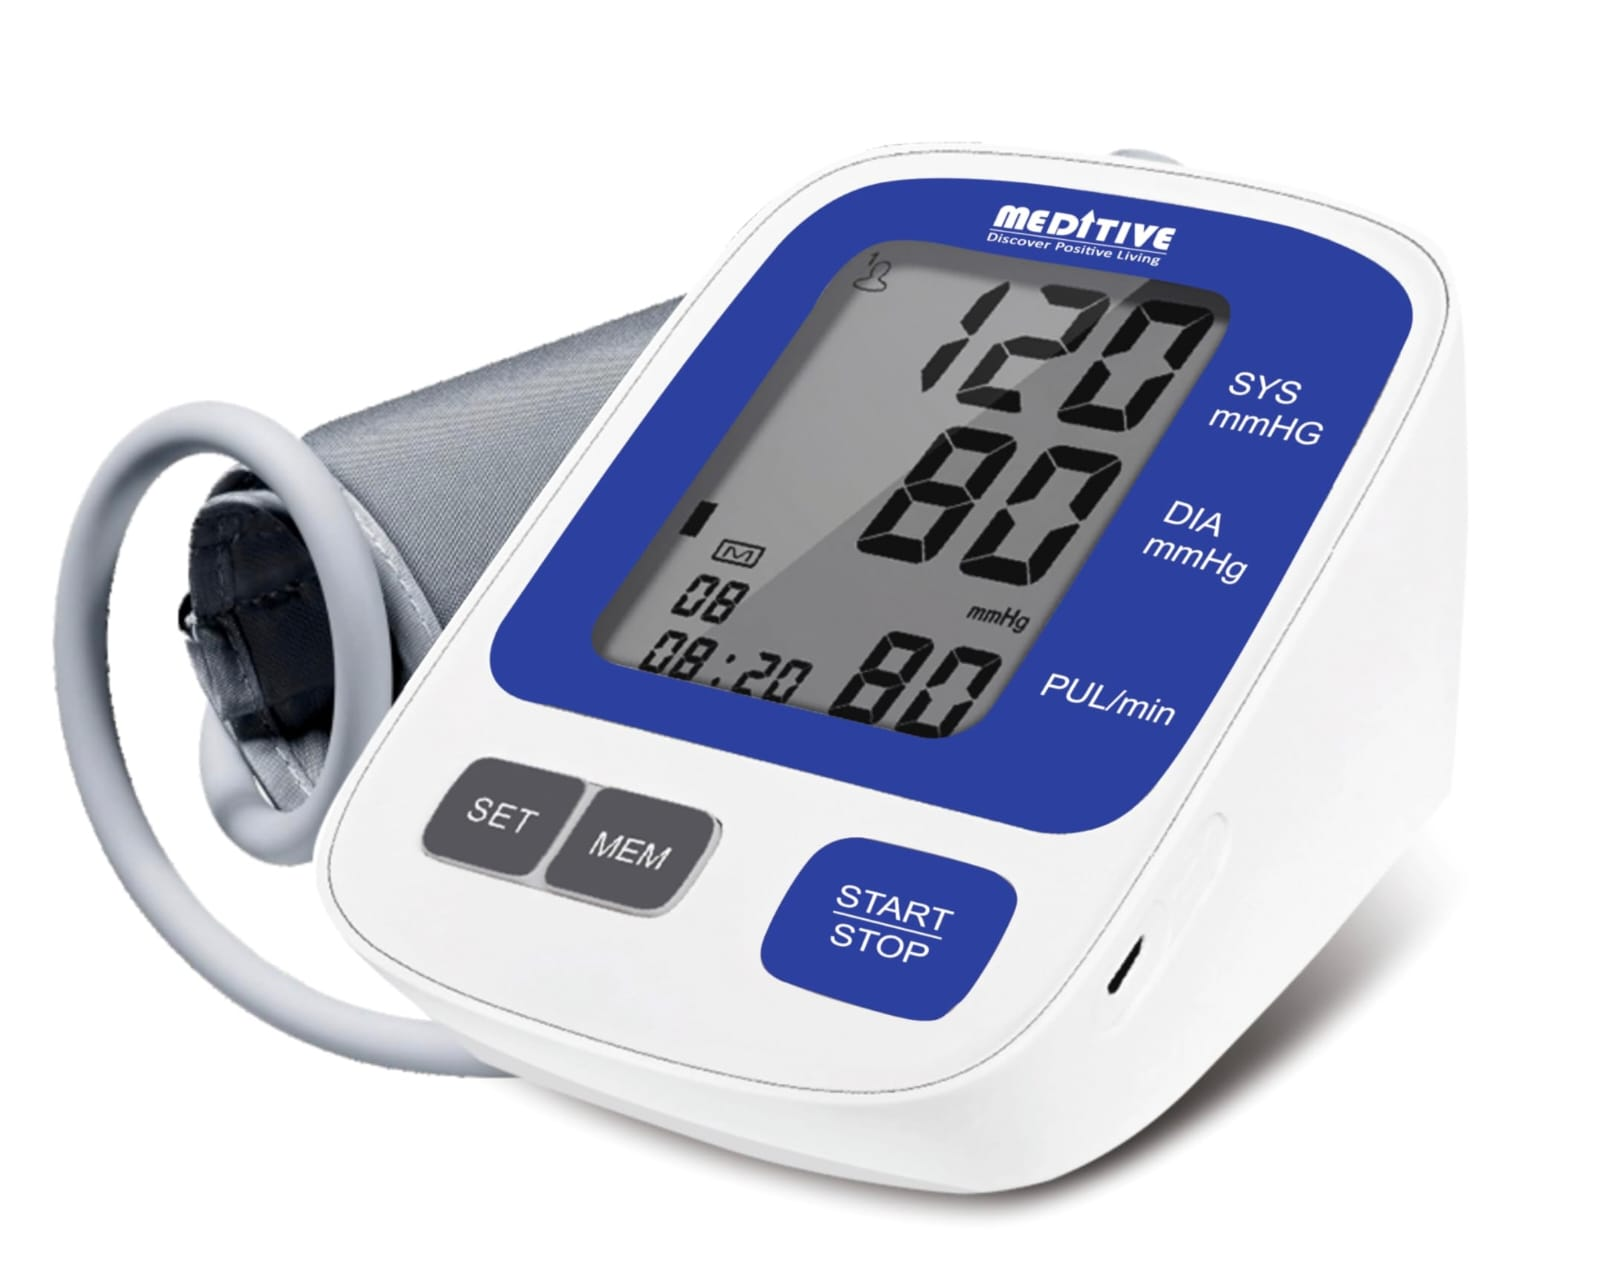 MEDITIVE
Discover Positive Living
1
120
SYS
mmHG
80
DIA
mmHg
M
08
mmHg
08:20
80
PUL/min
SET
MEM
START
STOP